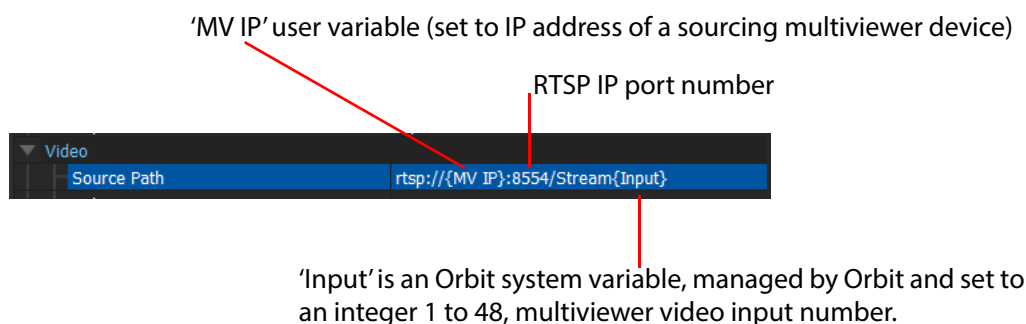 ‘MV IP’ user variable (set to IP address of a sourcing multiviewer device)
RTSP IP port number
Video
Source Path rtsp://{MV IP}:8554/Stream{Input}
‘Input’ is an Orbit system variable, managed by Orbit and set to
an integer 1 to 48, multiviewer video input number.